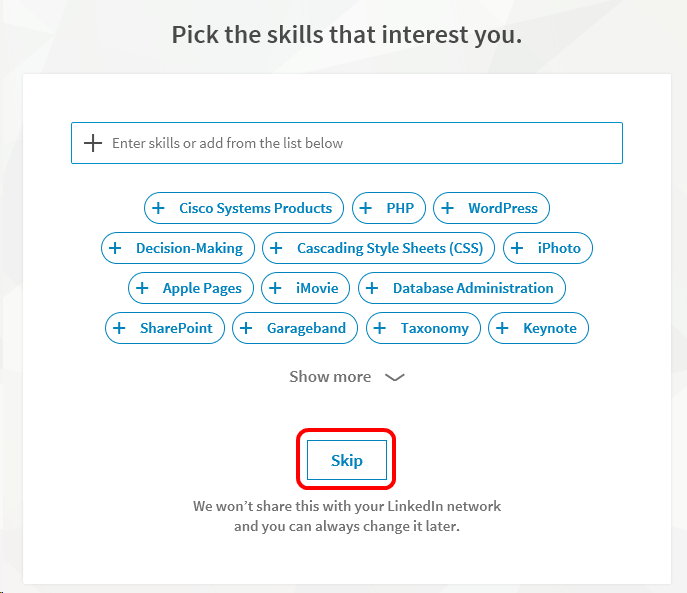 Pick the skills that interest you.
Enter skills or add from the list below
+ Cisco Systems Products + PHP + WordPress
+ Decision-Making + Cascading Style Sheets (CSS) + iPhoto
+ Apple Pages + iMovie + Database Administration
+ SharePoint + Garageband + Taxonomy + Keynote
Show more
Skip
We won’t share this with your LinkedIn network
and you can always change it later.